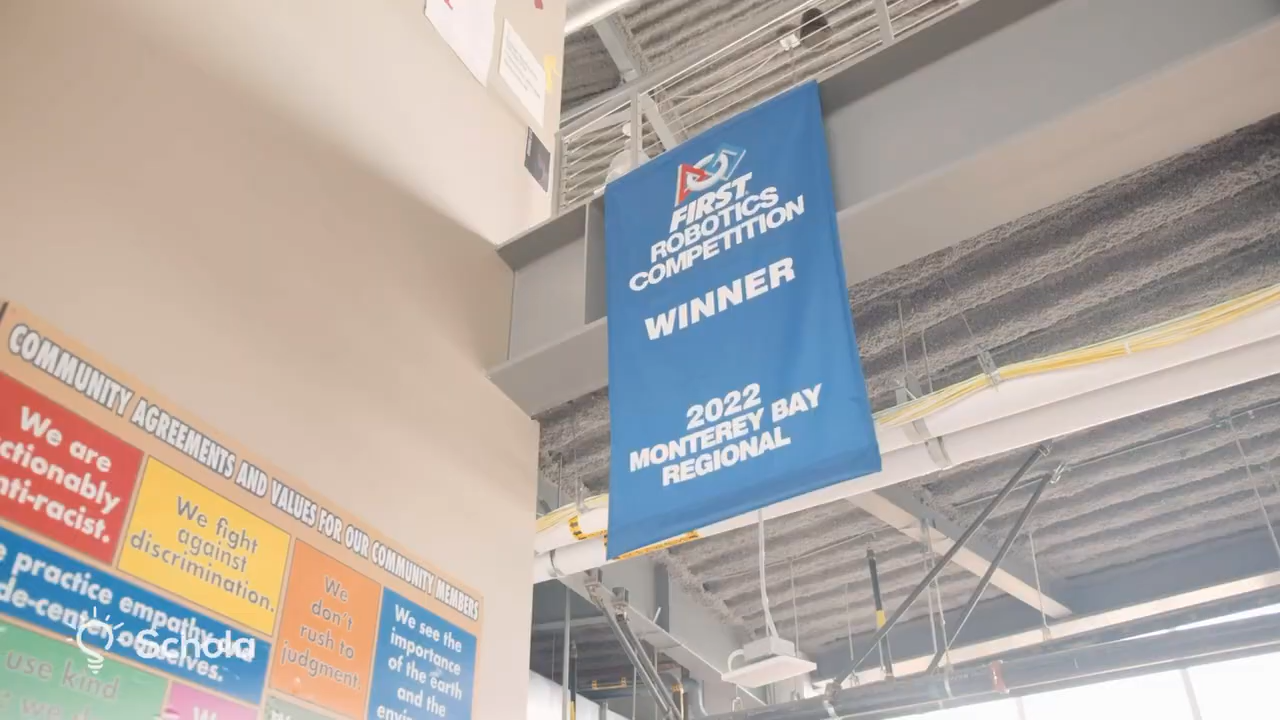 FIRST
ROBOTICS
COMPETITION
WINNER
2022
MONTEREY BAY
REGIONAL
COMMUNITY AGREEMENTS AND VALUES FOR OUR COMMUNITY MEMBERS
We are
nti-racist.
We fight
against
discrimination.
practice empathy
ourselves.
We
don't
rush to
judgment.
We see the
importance
of the earth
and the
use kind
Schola